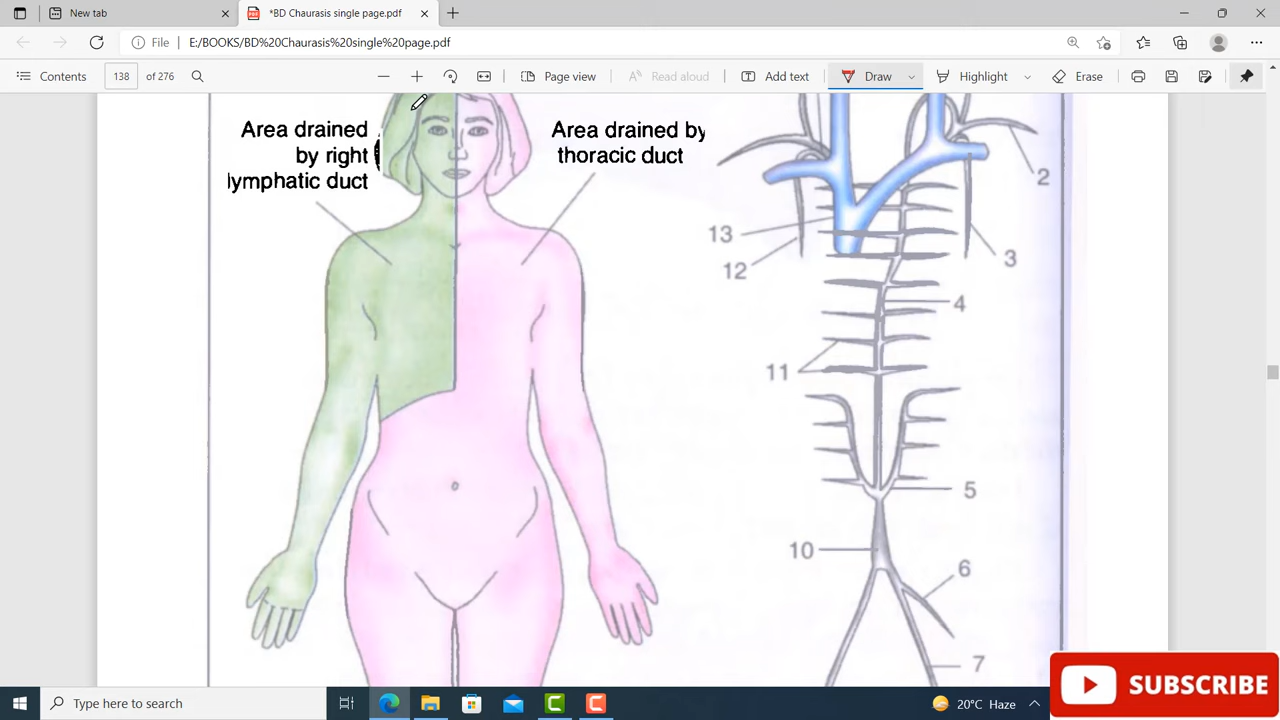 New tab
*BD Chaurasis single page.pdf
File
E:/BOOKS/BD%20Chaurasis%20single%20page.pdf
Contents
138
of 276
Page view
Read aloud
Add text
Draw
Highlight
Erase
Area drained
by right
lymphatic duct
Area drained by
thoracic duct
2
13
12
3
4
11
5
10
6
7
SUBSCRIBE
Type here to search
20°C Haze